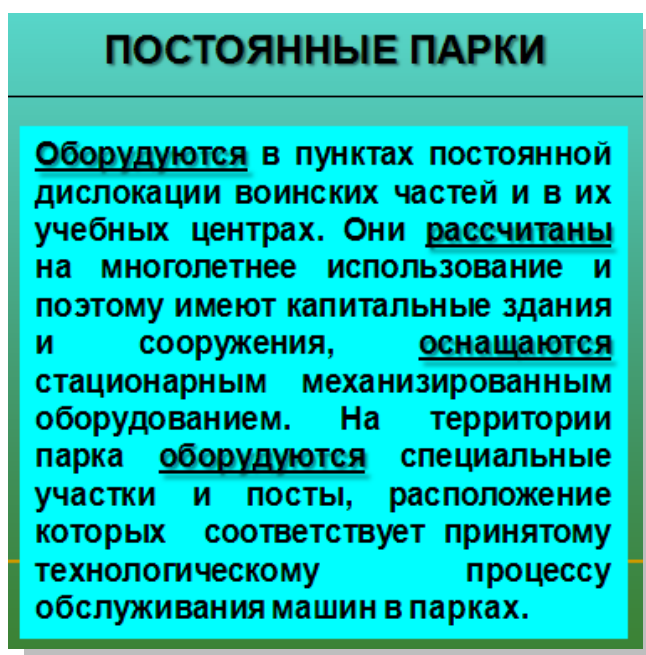 ПОСТОЯННЫЕ ПАРКИ
Оборудуются в пунктах постоянной
дислокации воинских частей и в их
учебных центрах. Они рассчитаны
на многолетнее использование и
поэтому имеют капитальные здания
и сооружения, оснащаются
стационарным механизированным
оборудованием. На территории
парка оборудуются специальные
участки и посты, расположение
которых соответствует принятому
технологическому процессу
обслуживания машин в парках.